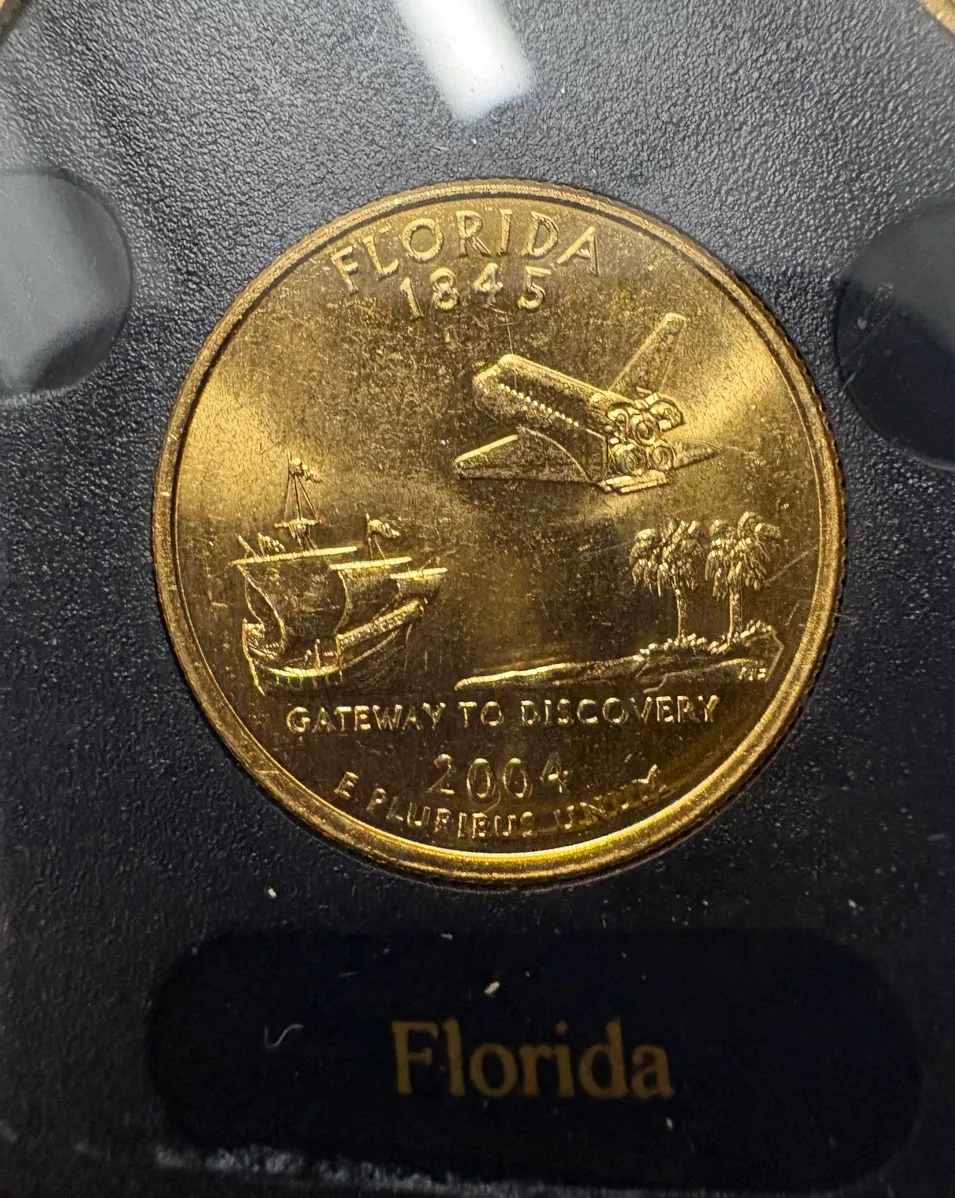 FLORIDA
1845
GATEWAY TO DISCOVERY
2004
E PLURIBUS UNUM
Florida